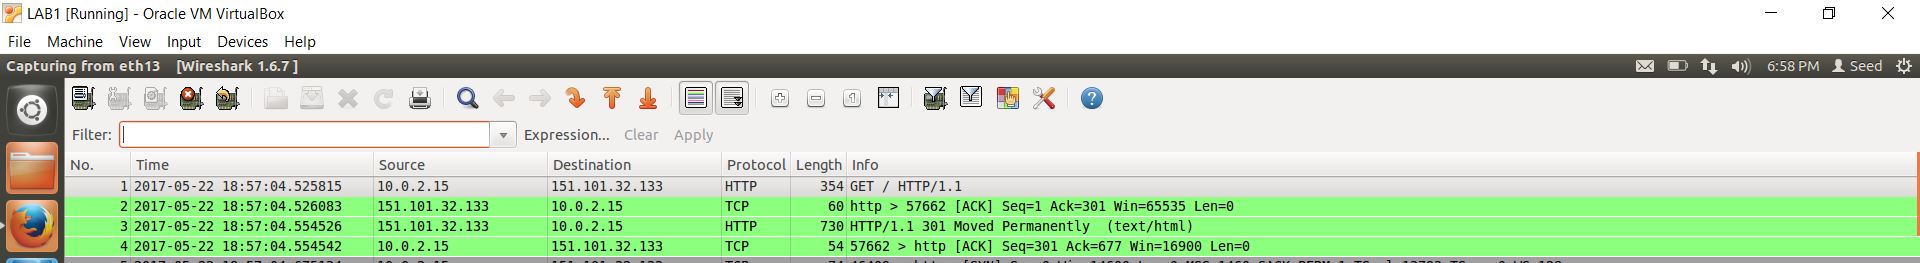 LAB1 [Running] - Oracle VM VirtualBox
File Machine View Input Devices Help
Capturing from eth13 [Wireshark 1.6.7 ] 6:58 PM Seed
Filter: Expression... Clear Apply
No. Time Source Destination Protocol Length Info
1 2017-05-22 18:57:04.525815 10.0.2.15 151.101.32.133 HTTP 354 GET / HTTP/1.1
2 2017-05-22 18:57:04.526083 151.101.32.133 10.0.2.15 TCP 60 http > 57662 [ACK] Seq=1 Ack=301 Win=65535 Len=0
3 2017-05-22 18:57:04.554526 151.101.32.133 10.0.2.15 HTTP 730 HTTP/1.1 301 Moved Permanently (text/html)
4 2017-05-22 18:57:04.554542 10.0.2.15 151.101.32.133 TCP 54 57662 > http [ACK] Seq=301 Ack=677 Win=16900 Len=0